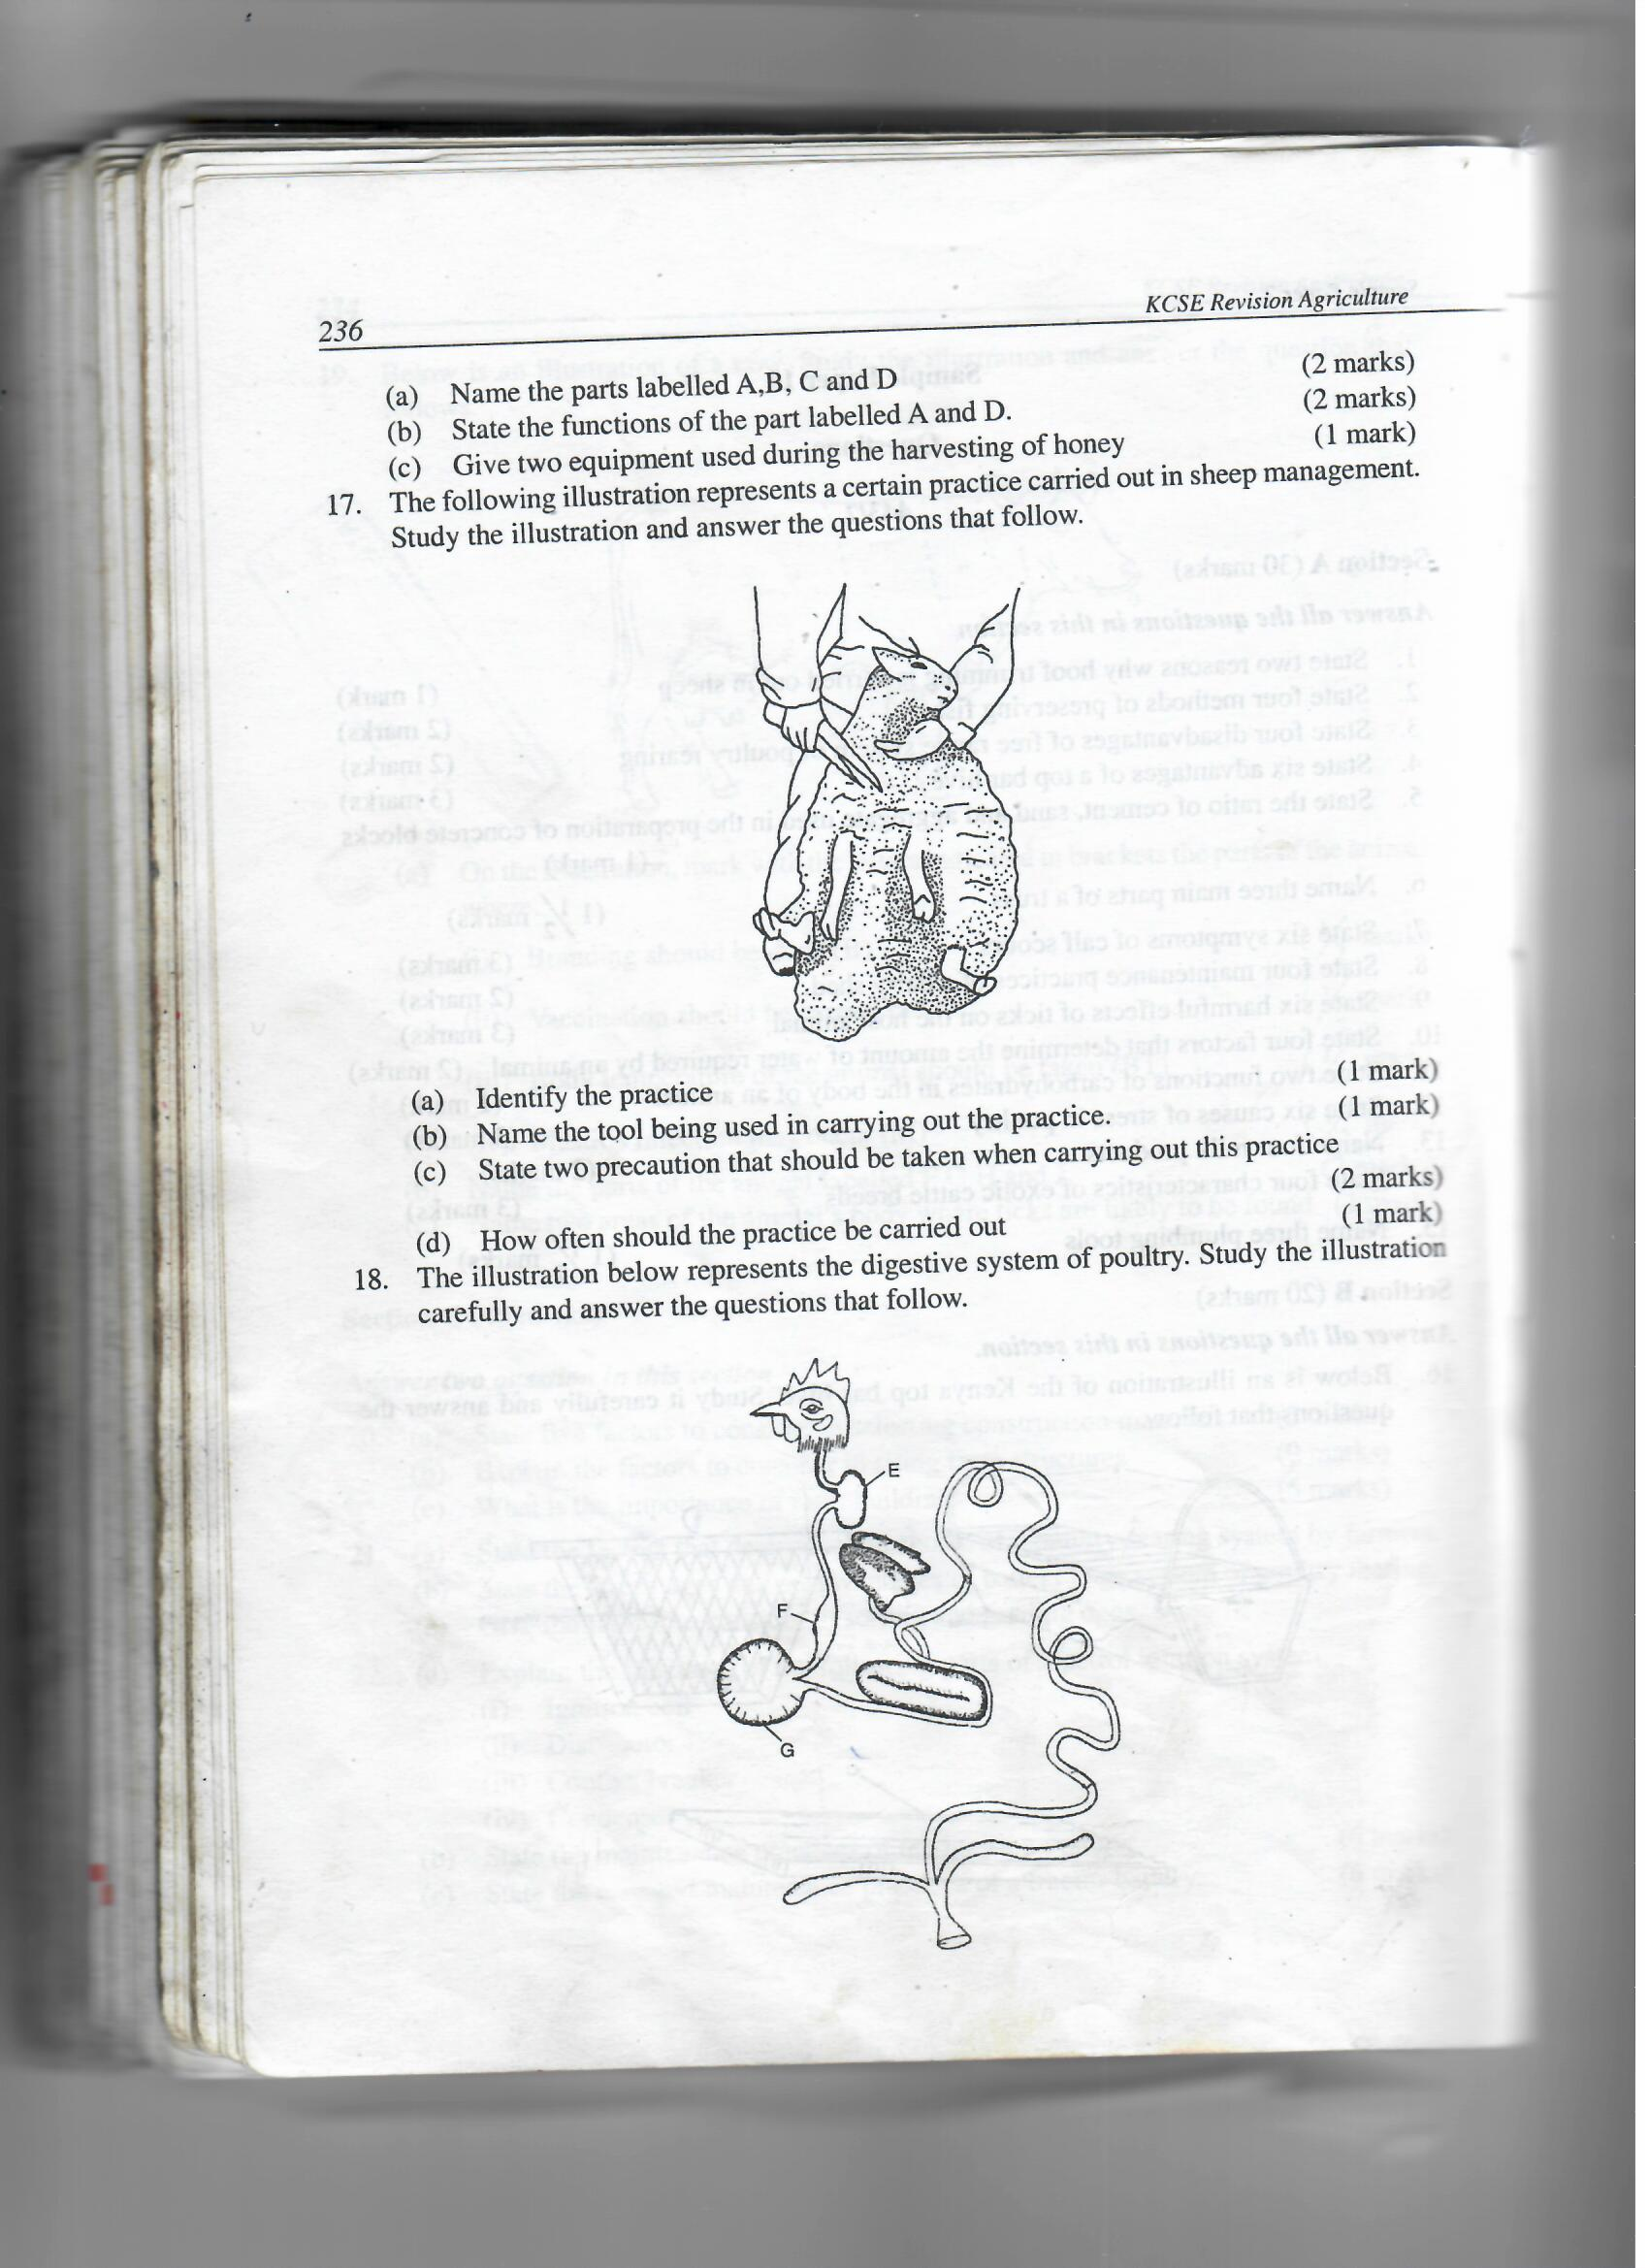 236
KCSE Revision Agriculture
(a) Name the parts labelled A,B, C and D (2 marks)
(b) State the functions of the part labelled A and D. (2 marks)
(c) Give two equipment used during the harvesting of honey (1 mark)
17. The following illustration represents a certain practice carried out in sheep management.
Study the illustration and answer the questions that follow.
(a) Identify the practice (1 mark)
(b) Name the tool being used in carrying out the practice. (1 mark)
(c) State two precaution that should be taken when carrying out this practice
(2 marks)
(d) How often should the practice be carried out (1 mark)
18. The illustration below represents the digestive system of poultry. Study the illustration
carefully and answer the questions that follow.
E
F
G